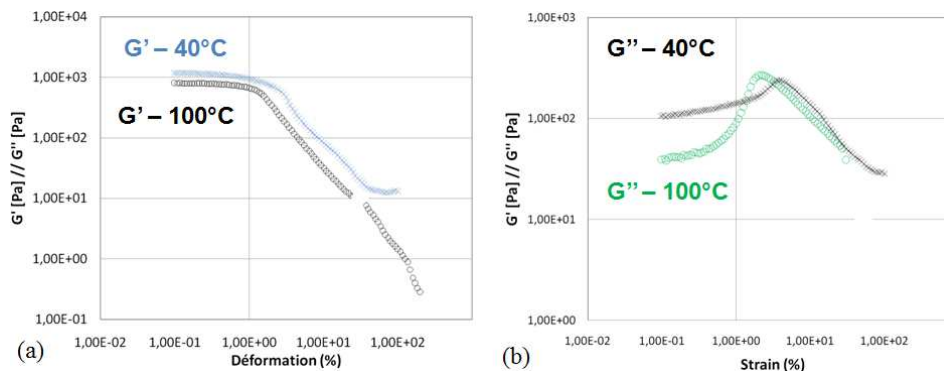 1,00E+04
1,00E+03
1,00E+02
1,00E+01
1,00E+00
1,00E-01
G' [Pa] // G'' [Pa]
G' – 40°C
G' – 100°C
1,00E-02 1,00E-01 1,00E+00 1,00E+01 1,00E+02
Déformation (%)
(a)
1,00E+03
1,00E+02
1,00E+01
1,00E+00
G' [Pa] // G'' [Pa]
G'' – 40°C
G'' – 100°C
1,00E-02 1,00E-01 1,00E+00 1,00E+01 1,00E+02
Strain (%)
(b)